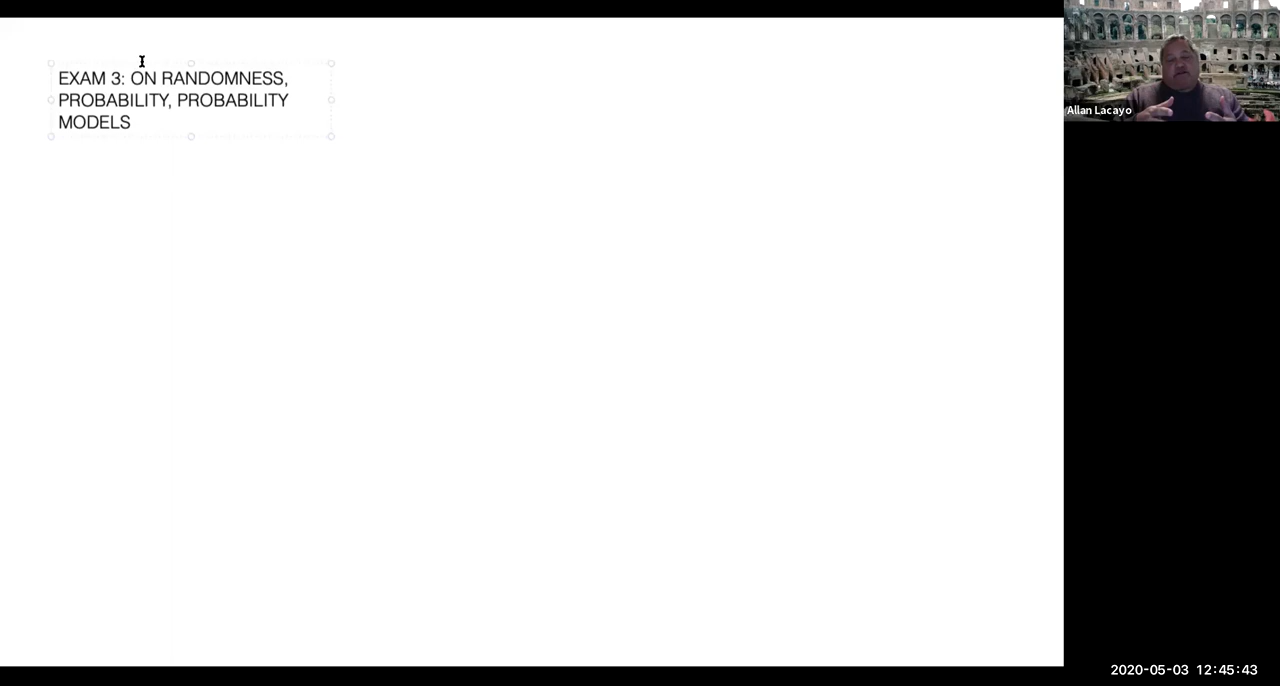 EXAM 3: ON RANDOMNESS,
PROBABILITY, PROBABILITY
MODELS
Allan Lacayo
2020-05-03 12:45:43